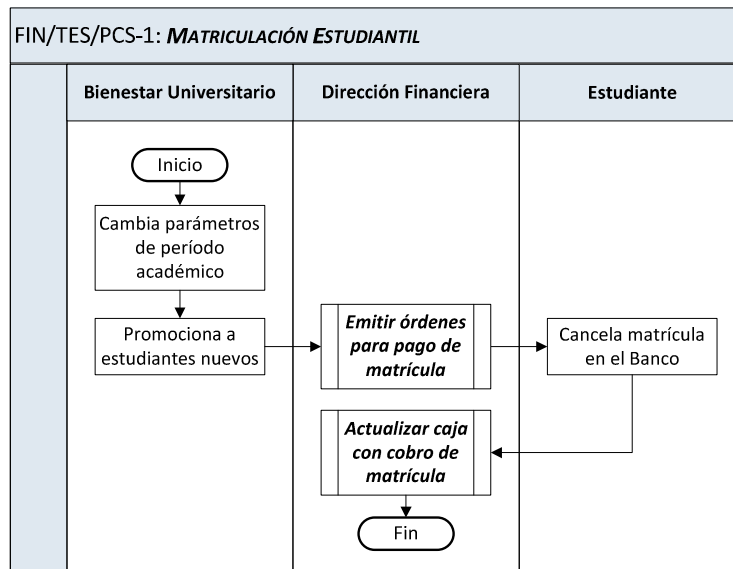 FIN/TES/PCS-1: MATRICULACIÓN ESTUDIANTIL
Bienestar Universitario
Dirección Financiera
Estudiante
Inicio
Cambia parámetros
de período
académico
Promociona a
estudiantes nuevos
Emitir órdenes
para pago de
matrícula
Cancela matrícula
en el Banco
Actualizar caja
con cobro de
matrícula
Fin